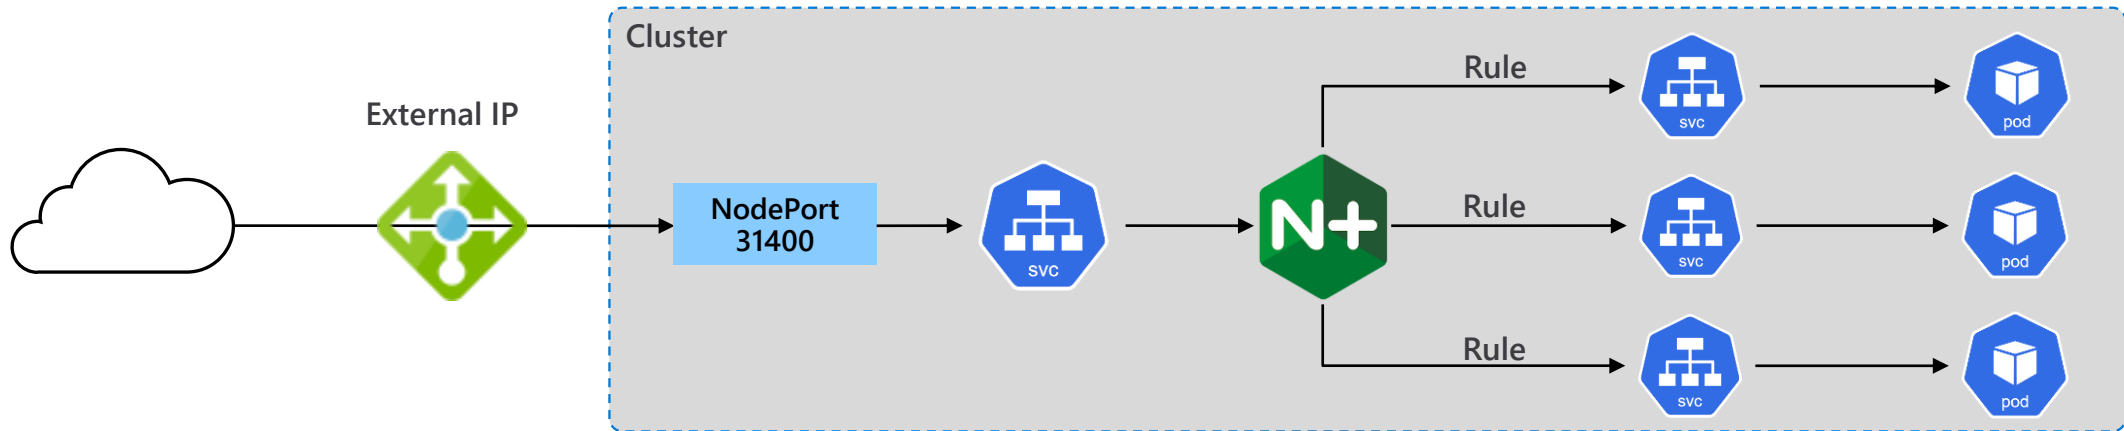 Cluster
External IP
NodePort
31400
svc
N+
Rule
svc
pod
Rule
svc
pod
Rule
svc
pod